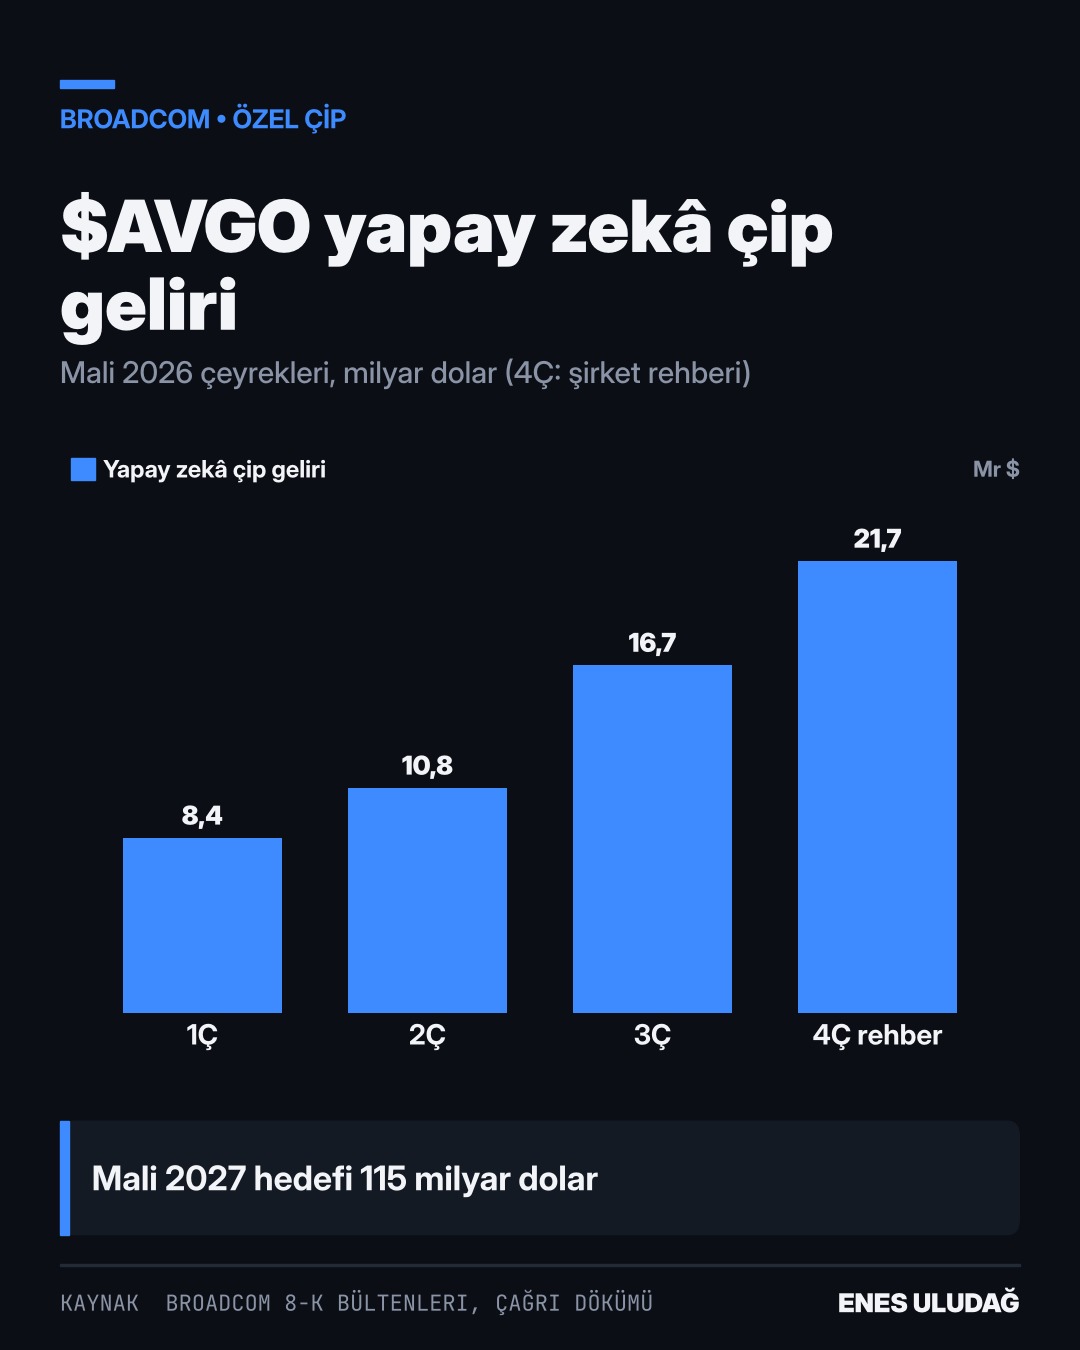 BROADCOM • ÖZEL ÇİP
$AVGO yapay zekâ çip
geliri
Mali 2026 çeyrekleri, milyar dolar (4Ç: şirket rehberi)
Yapay zekâ çip geliri
Mr $
21,7
16,7
10,8
8,4
1Ç
2Ç
3Ç
4Ç rehber
Mali 2027 hedefi 115 milyar dolar
KAYNAK BROADCOM 8-K BÜLTENLERI, ÇAĞRI DÖKÜMÜ
ENES ULUDAĞ